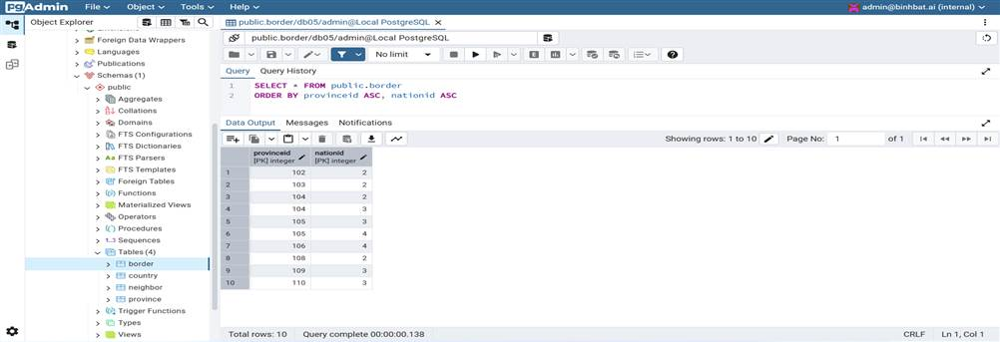 pgAdmin File Object Tools Help admin@binhbat.ai (internal)
Object Explorer
public.border/db05/admin@Local PostgreSQL
public.border/db05/admin@Local PostgreSQL
No limit
Foreign Data Wrappers
Languages
Publications
Schemas (1)
public
Aggregates
Collations
Domains
FTS Configurations
FTS Dictionaries
FTS Parsers
FTS Templates
Foreign Tables
Functions
Materialized Views
Operators
Procedures
1..3 Sequences
Tables (4)
border
country
neighbor
province
Trigger Functions
Types
Views
Query Query History
1 SELECT * FROM public.border
2 ORDER BY provinceid ASC, nationid ASC
Data Output Messages Notifications
Showing rows: 1 to 10 Page No: 1 of 1
provinceid nationid
[PK] integer [PK] integer
1 102 2
2 103 2
3 104 2
4 104 3
5 105 3
6 105 4
7 106 4
8 108 2
9 109 3
10 110 3
Total rows: 10 Query complete 00:00:00.138 CRLF Ln 1, Col 1